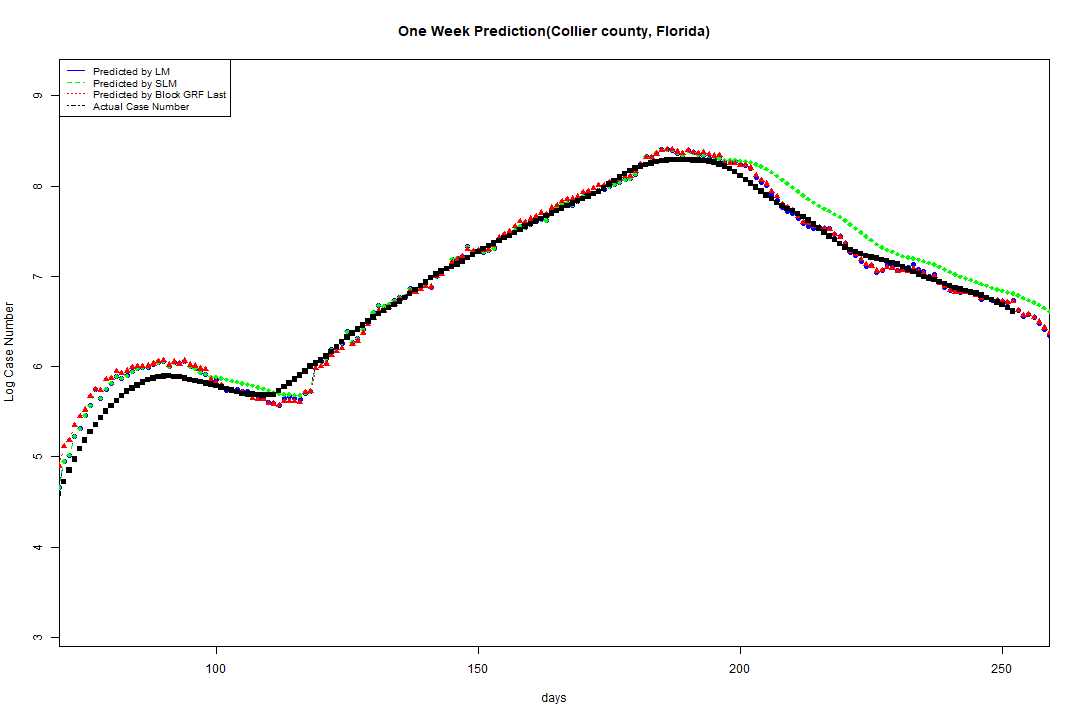 One Week Prediction(Collier county, Florida)
Predicted by LM
Predicted by SLM
Predicted by Block GRF Last
Actual Case Number
Log Case Number
9
8
7
6
5
4
3
100 150 200 250
days